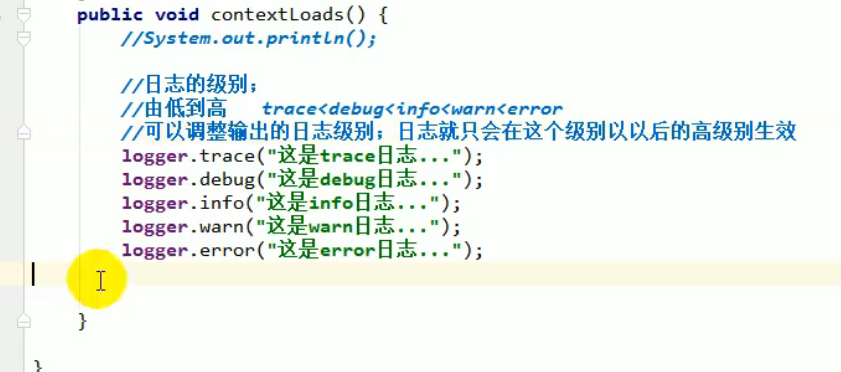 public void contextLoads() {
//System.out.println();
//日志的级别；
//由低到高   trace<debug<info<warn<error
//可以调整输出的日志级别；日志就只会在这个级别以以后的高级别生效
logger.trace("这是trace日志...");
logger.debug("这是debug日志...");
logger.info("这是info日志...");
logger.warn("这是warn日志...");
logger.error("这是error日志...");
}
}